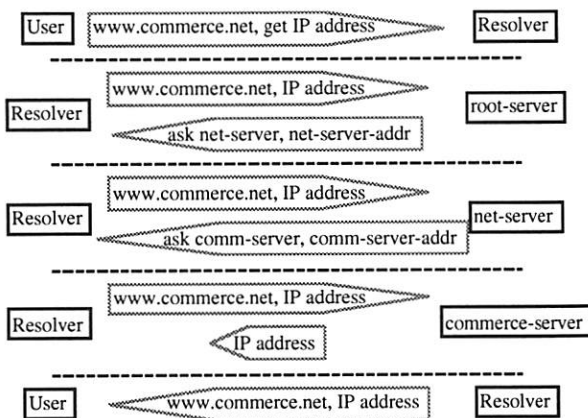 User www.commerce.net, get IP address Resolver
www.commerce.net, IP address
Resolver root-server
ask net-server, net-server-addr
www.commerce.net, IP address
Resolver net-server
ask comm-server, comm-server-addr
www.commerce.net, IP address
Resolver commerce-server
IP address
User www.commerce.net, IP address Resolver